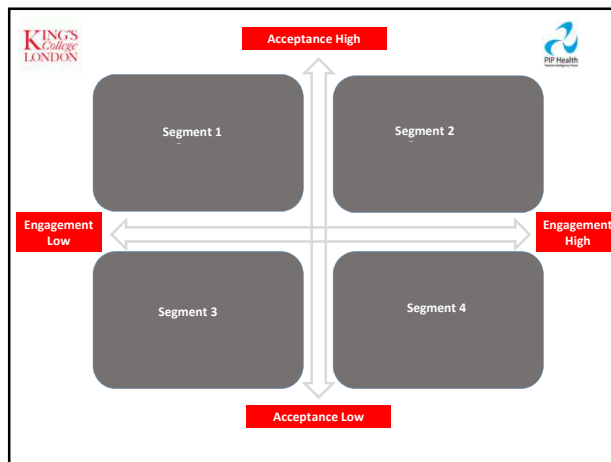 KING'S
College
LONDON
Acceptance High
PIP Health
Segment 1
Segment 2
Engagement
Low
Engagement
High
Segment 3
Segment 4
Acceptance Low